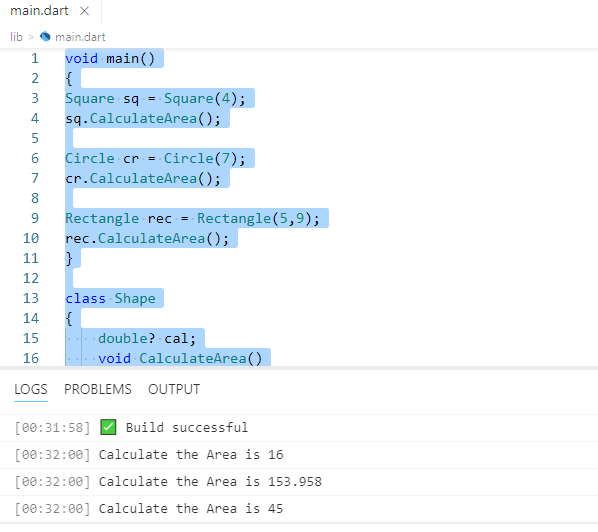 main.dart ×
lib > main.dart
1 void main()
2 {
3 Square sq = Square(4);
4 sq.CalculateArea();
5
6 Circle cr = Circle(7);
7 cr.CalculateArea();
8
9 Rectangle rec = Rectangle(5,9);
10 rec.CalculateArea();
11 }
12
13 class Shape
14 {
15 double? cal;
16 void CalculateArea()
LOGS PROBLEMS OUTPUT
[00:31:58] ✅ Build successful
[00:32:00] Calculate the Area is 16
[00:32:00] Calculate the Area is 153.958
[00:32:00] Calculate the Area is 45